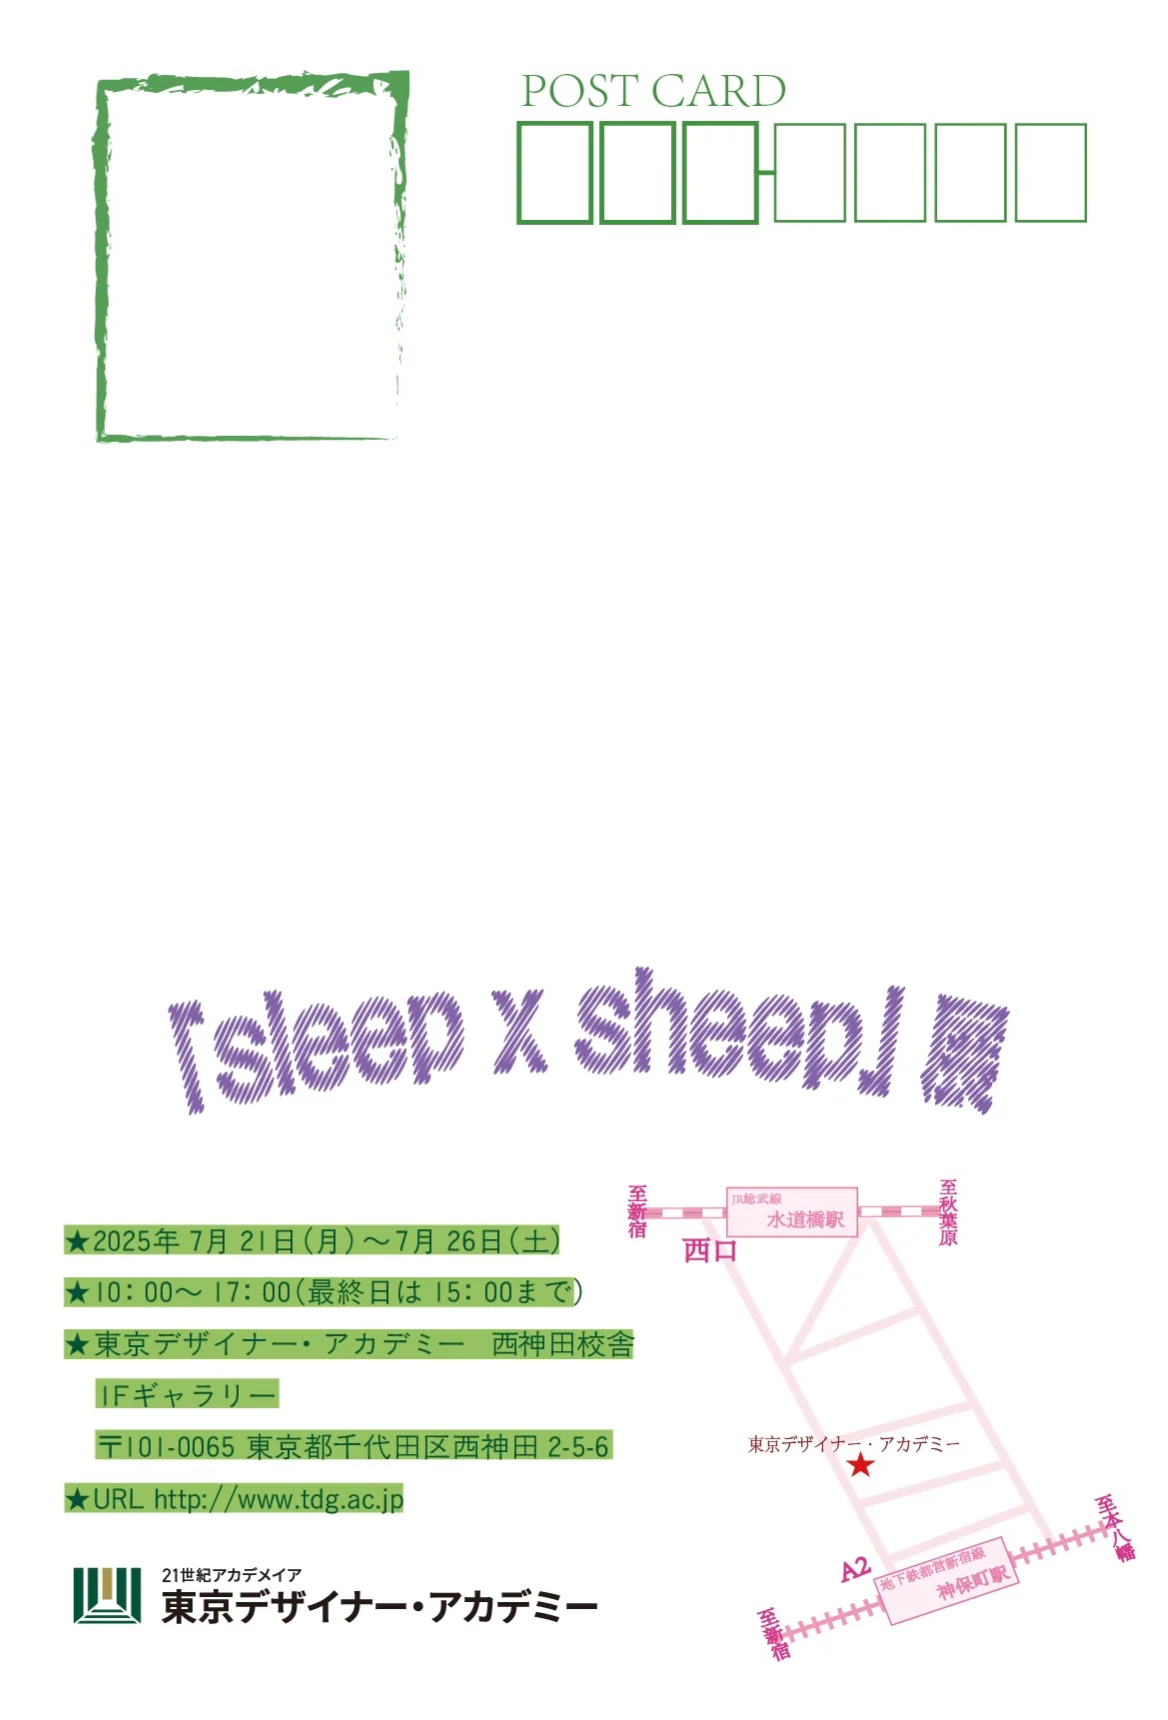 POST CARD
「sleep x sheep」展
★2025年 7月 21日(月)～7月 26日(土)
★10：00～ 17：00(最終日は 15：00まで)
★東京デザイナー・アカデミー　西神田校舎
1Fギャラリー
〒101-0065 東京都千代田区西神田 2-5-6
★URL http://www.tdg.ac.jp
21世紀アカデメイア
東京デザイナー・アカデミー
至新宿
JR総武線
水道橋駅
至秋葉原
西口
東京デザイナー・アカデミー
★
至本八幡
A2
地下鉄都営新宿線
神保町駅
至新宿